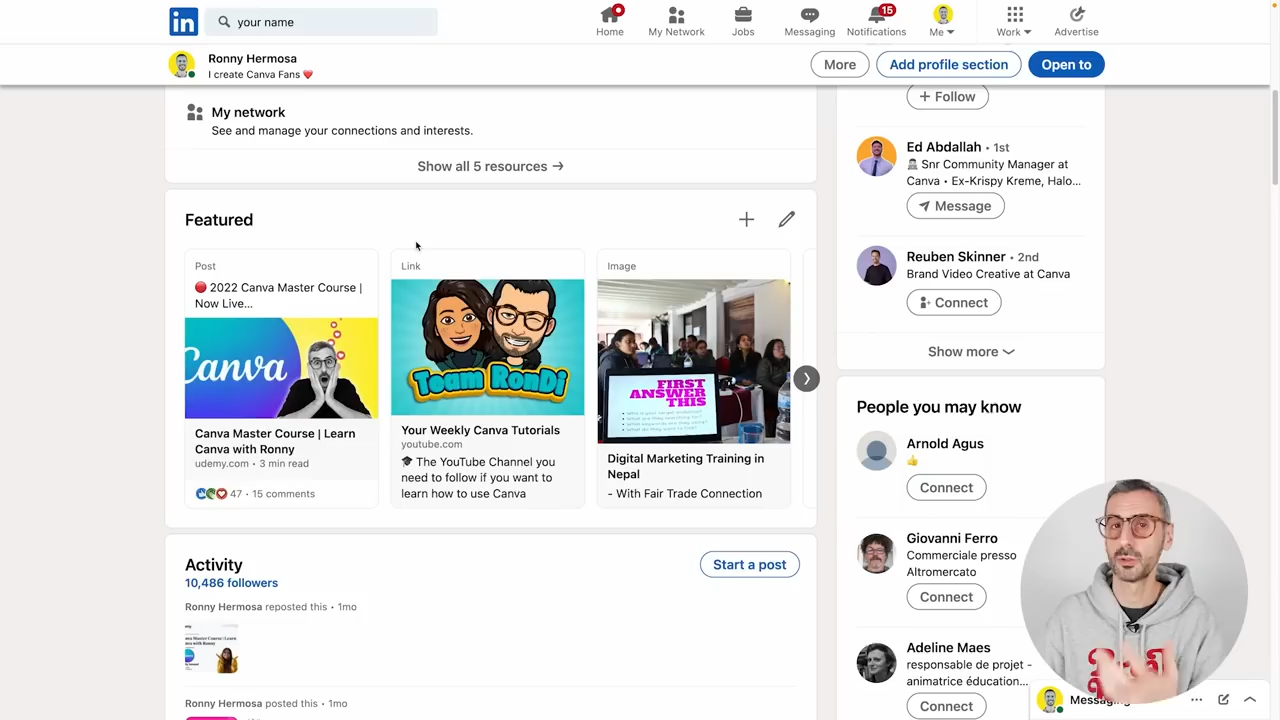 in
your name
Home
My Network
Jobs
Messaging
15
Notifications
Me
Work
Advertise
Ronny Hermosa
I create Canva Fans ❤️
More
Add profile section
Open to
My network
See and manage your connections and interests.
Show all 5 resources →
Featured
Post
🔴 2022 Canva Master Course |
Now Live...
Canva
Canva Master Course | Learn
Canva with Ronny
udemy.com • 3 min read
47 • 15 comments
Link
Team RonDi
Your Weekly Canva Tutorials
youtube.com
🎓 The YouTube Channel you
need to follow if you want to
learn how to use Canva
Image
FIRST
ANSWER
THIS
Digital Marketing Training in
Nepal
- With Fair Trade Connection
Activity
10,486 followers
Start a post
Ronny Hermosa reposted this • 1mo
Ronny Hermosa posted this • 1mo
+ Follow
Ed Abdallah • 1st
👨🏻‍💻 Snr Community Manager at
Canva • Ex-Krispy Kreme, Halo...
Message
Reuben Skinner • 2nd
Brand Video Creative at Canva
Connect
Show more
People you may know
Arnold Agus
👍
Connect
Giovanni Ferro
Commerciale presso
Altromercato
Connect
Adeline Maes
responsable de projet -
animatrice éducation...
Connect